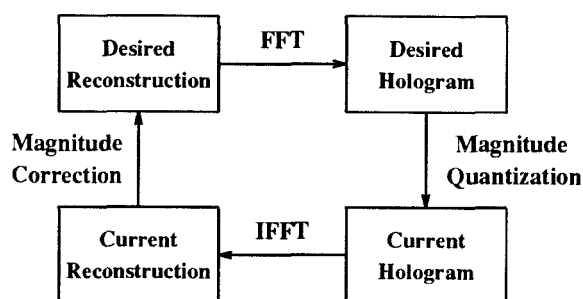 Desired
Reconstruction
FFT
Desired
Hologram
Magnitude
Correction
Magnitude
Quantization
Current
Reconstruction
IFFT
Current
Hologram